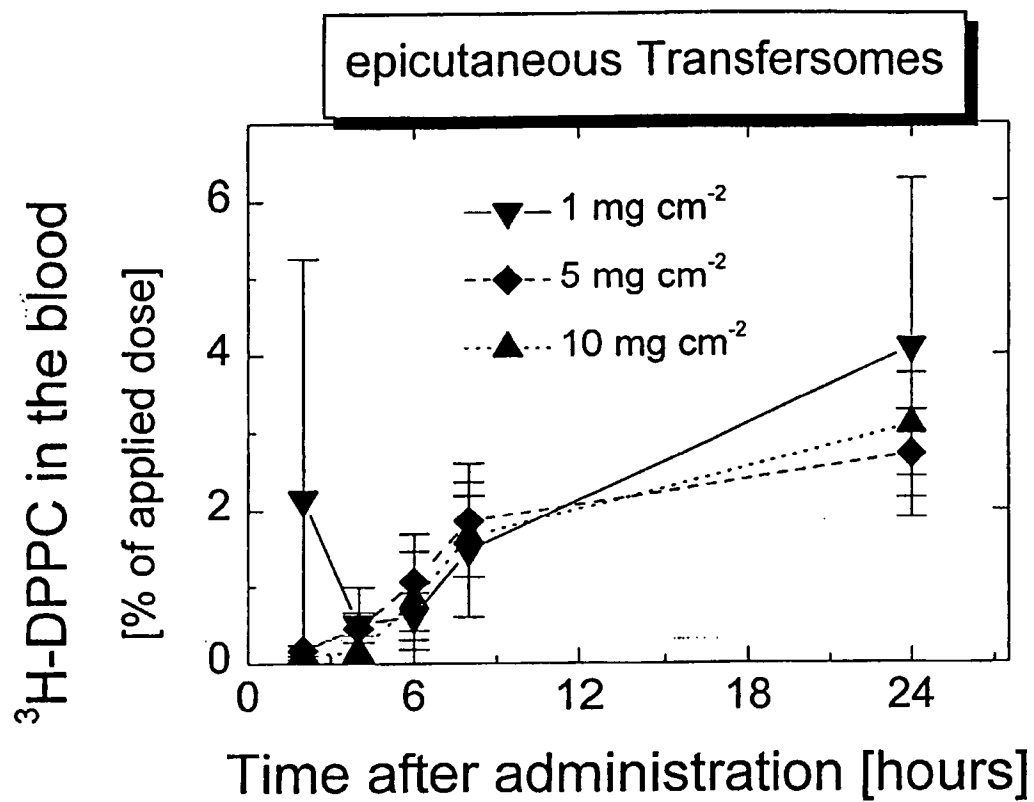 epicutaneous Transfersomes
³H-DPPC in the blood
[% of applied dose]
6
4
2
0
1 mg cm⁻²
5 mg cm⁻²
10 mg cm⁻²
0
6
12
18
24
Time after administration [hours]